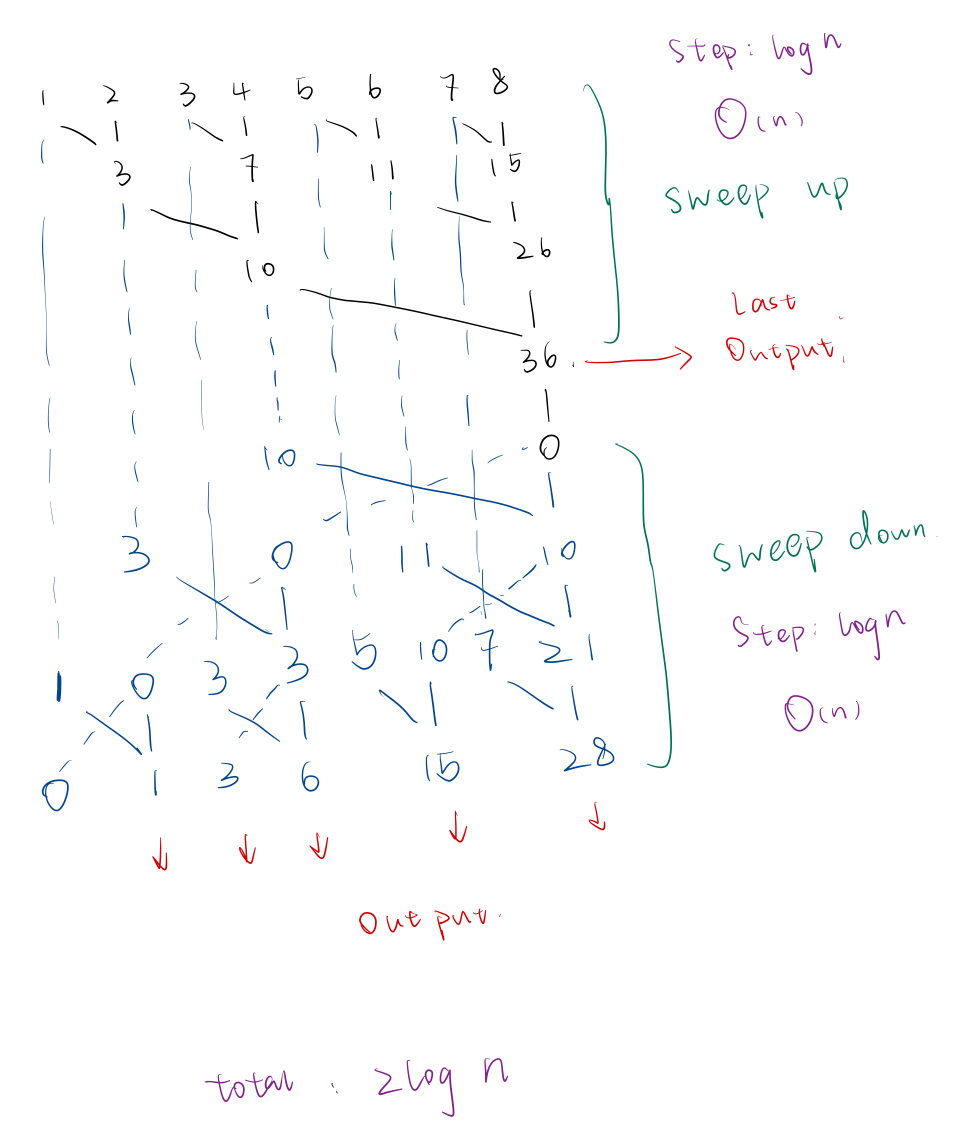 Step: log n
1 2 3 4 5 6 7 8
O(n)
3 7 11 15
sweep up
26
10
Last
36.
Output.
0
10
sweep down.
3 0 11 10
Step: log n
1 0 3 3 5 10 7 21
O(n)
0 1 3 6 15 28
Output.
total: 2log n